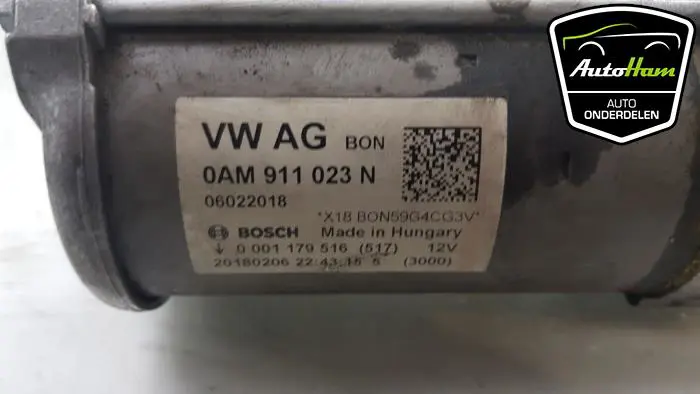 VW AG BON
0AM 911 023 N
06022018
*X18 BON59G4CG3V*
BOSCH Made in Hungary
0 001 179 516 (517) 12V
20180206 22:43:15 5 (3000)
AutoHam
AUTO
ONDERDELEN